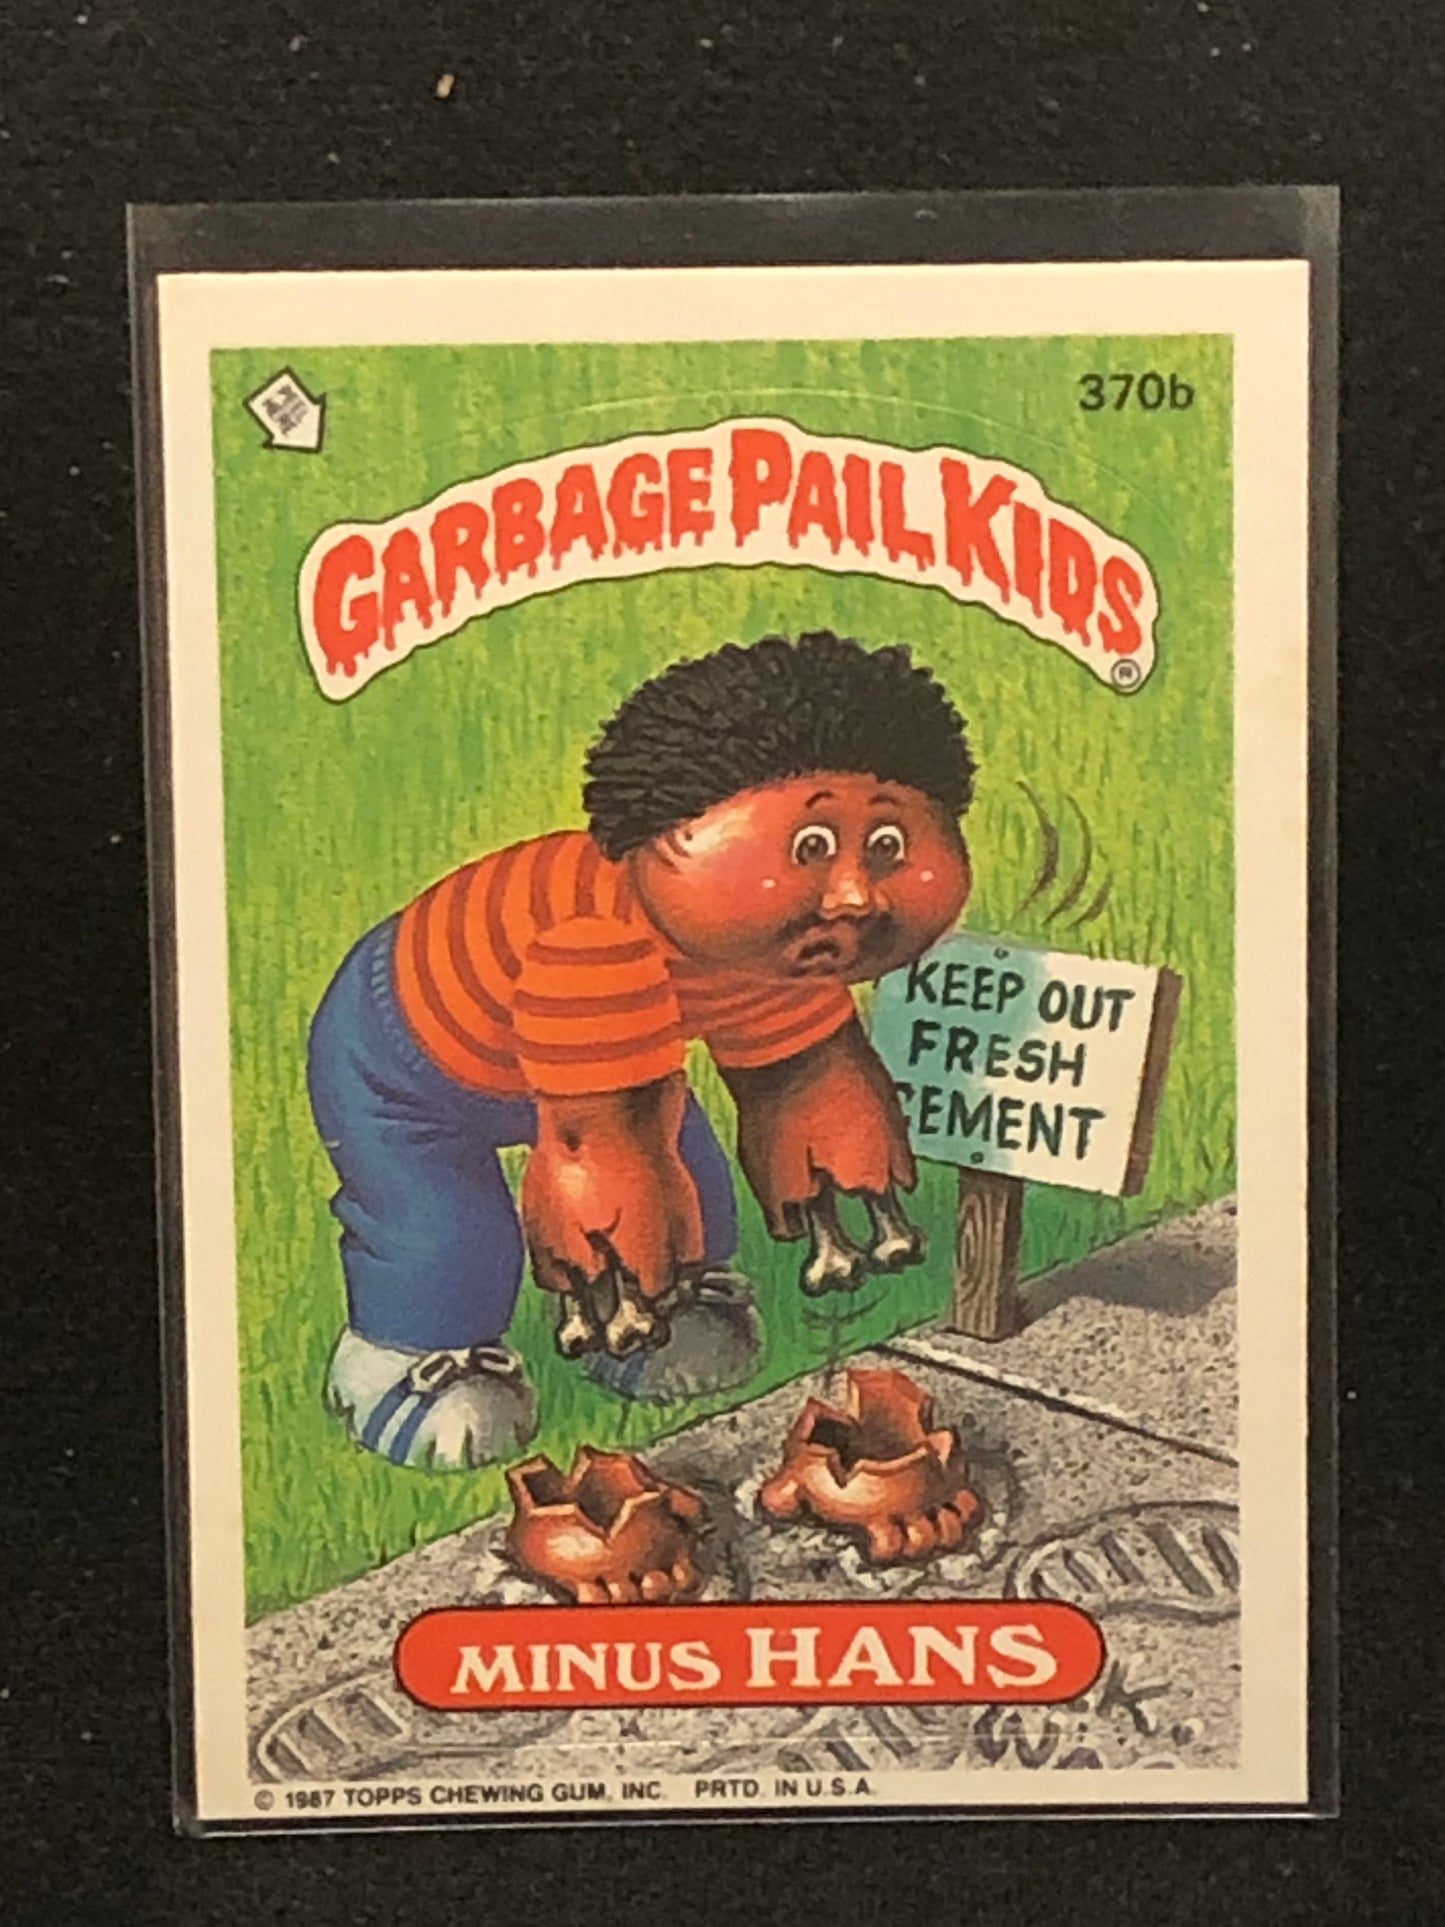 370b
GARBAGE PAIL KIDS
®
KEEP OUT
FRESH
CEMENT
MINUS HANS
W.K.
© 1987 TOPPS CHEWING GUM, INC. PRTD. IN U.S.A.